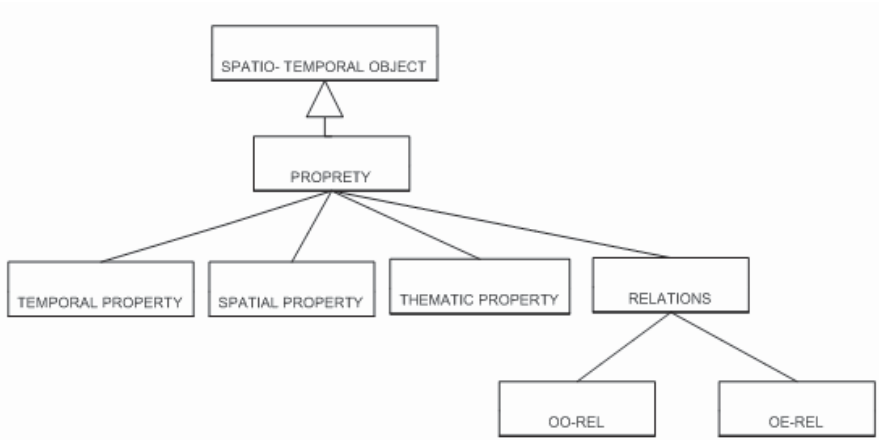 SPATIO- TEMPORAL OBJECT
PROPRETY
TEMPORAL PROPERTY
SPATIAL PROPERTY
THEMATIC PROPERTY
RELATIONS
OO-REL
OE-REL